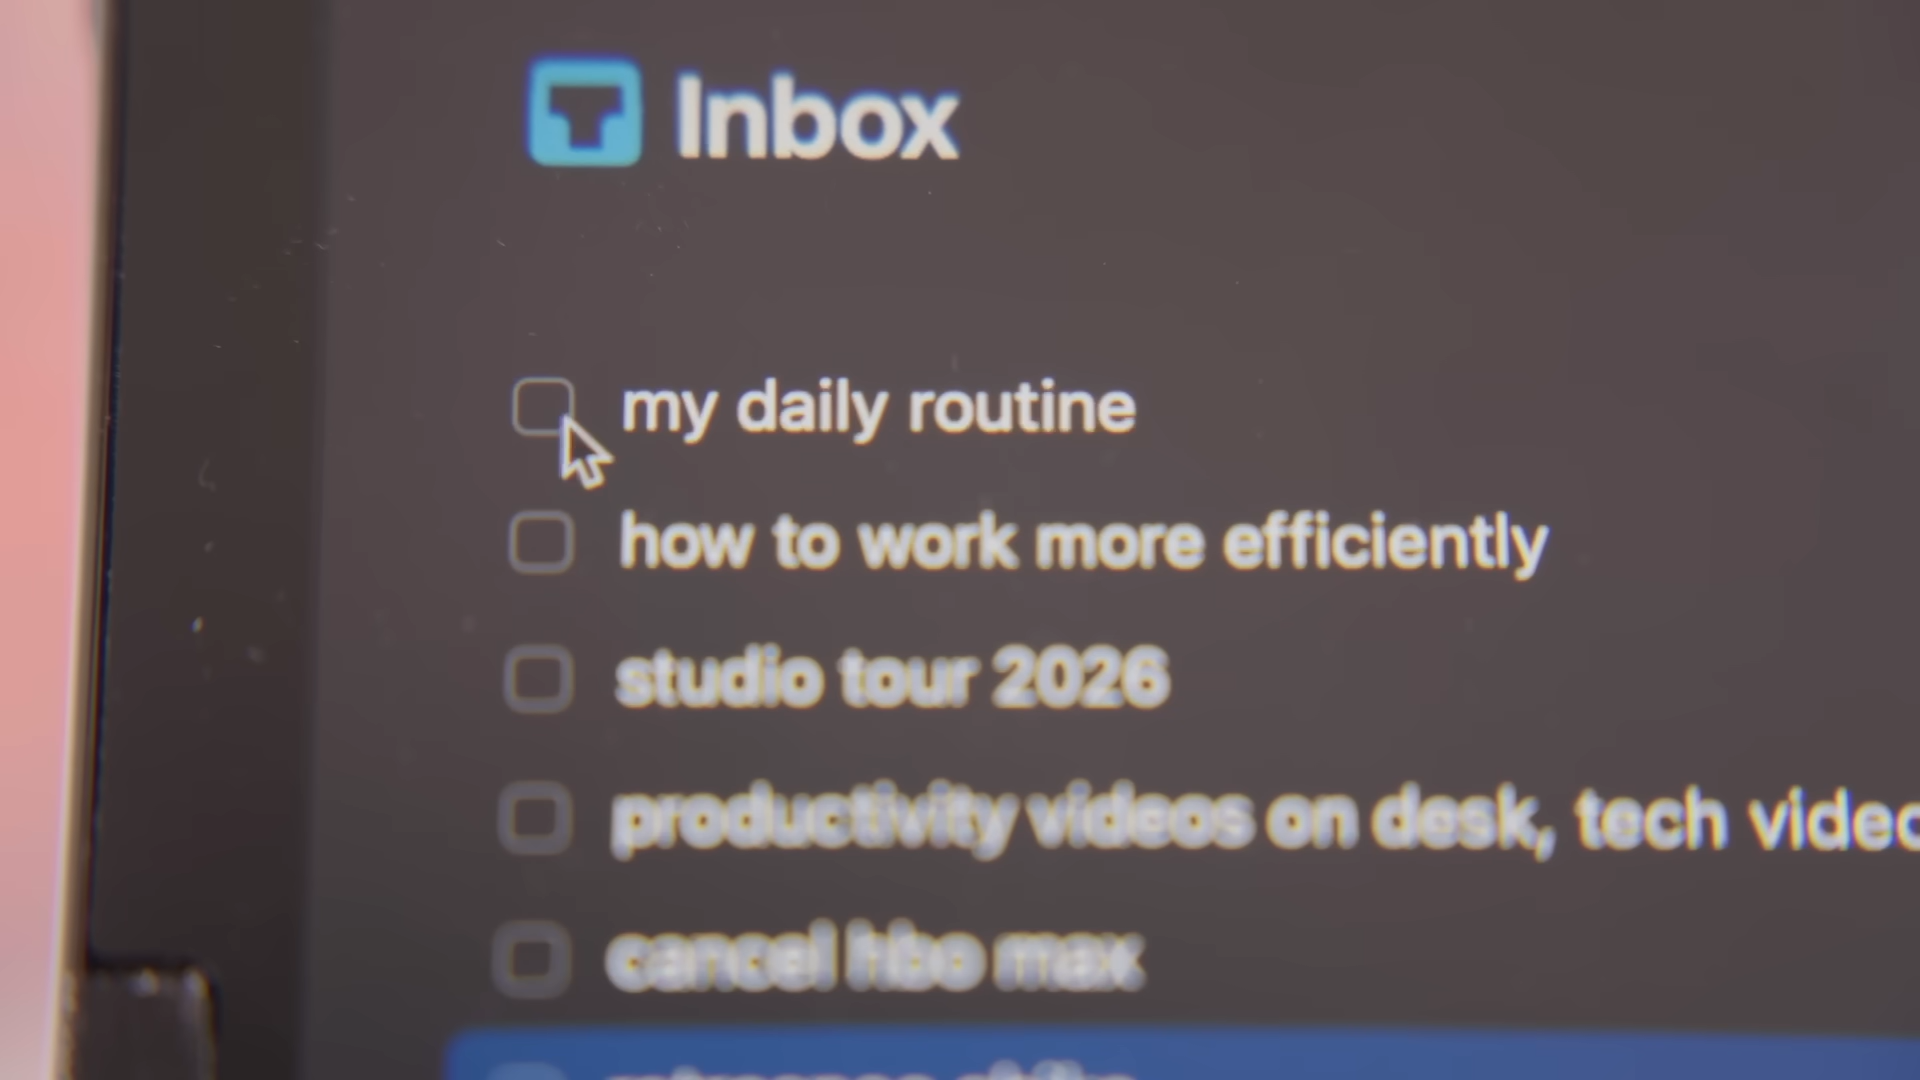 Inbox
my daily routine
how to work more efficiently
studio tour 2026
productivity videos on desk, tech video
cancel hbo max